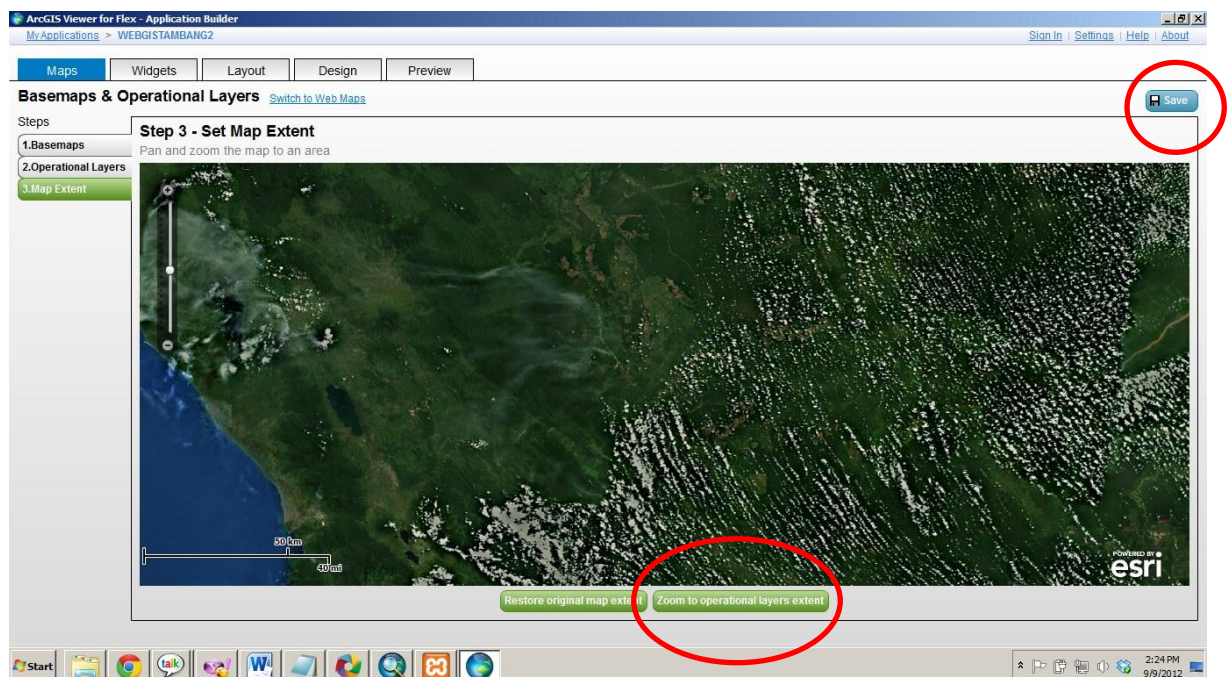 ArcGIS Viewer for Flex - Application Builder
My Applications > WEBGISTAMBANG2
Sign In | Settings | Help | About
Maps Widgets Layout Design Preview
Basemaps & Operational Layers Switch to Web Maps
Save
Steps
1.Basemaps
2.Operational Layers
3.Map Extent
Step 3 - Set Map Extent
Pan and zoom the map to an area
50 km
40 mi
POWERED BY
esri
Restore original map extent Zoom to operational layers extent
Start
talk
W
2:24 PM
9/9/2012